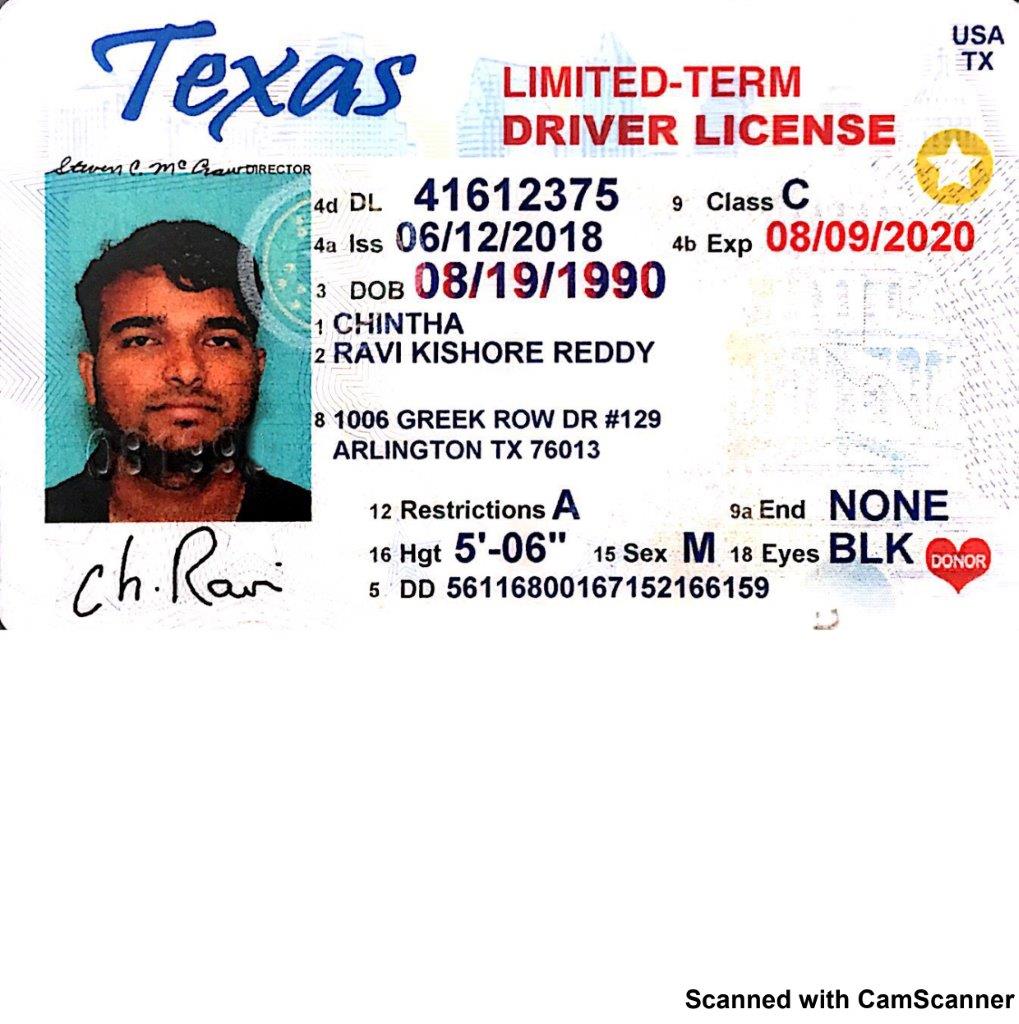 Texas
USA
TX
LIMITED-TERM
DRIVER LICENSE
Steven C. McCraw DIRECTOR
4d DL 41612375 9 Class C
4a Iss 06/12/2018 4b Exp 08/09/2020
3 DOB 08/19/1990
1 CHINTHA
2 RAVI KISHORE REDDY
8 1006 GREEK ROW DR #129
ARLINGTON TX 76013
12 Restrictions A 9a End NONE
16 Hgt 5'-06" 15 Sex M 18 Eyes BLK DONOR
5 DD 56116800167152166159
Ch. Ravi
Scanned with CamScanner